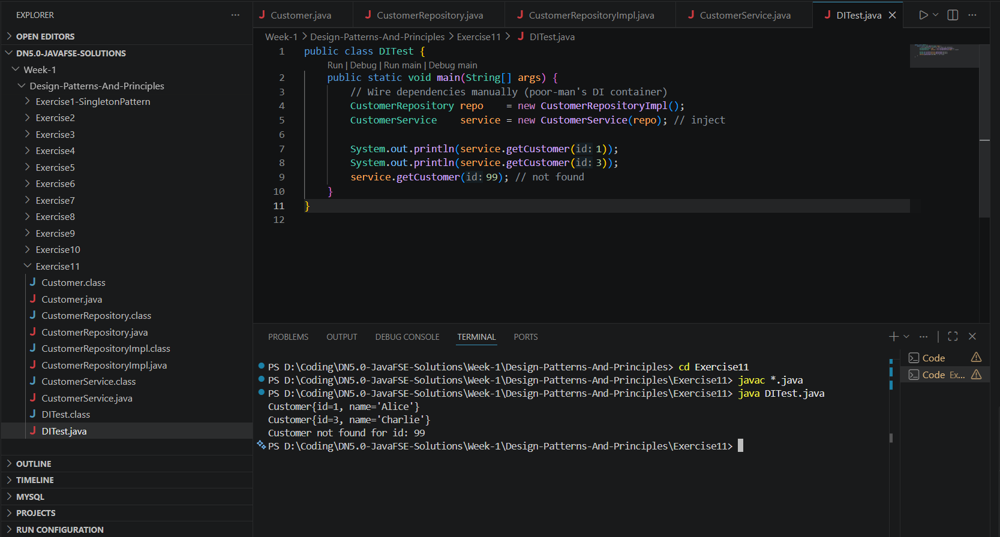 EXPLORER
OPEN EDITORS
DN5.0-JAVAFSE-SOLUTIONS
Week-1
Design-Patterns-And-Principles
Exercise1-SingletonPattern
Exercise2
Exercise3
Exercise4
Exercise5
Exercise6
Exercise7
Exercise8
Exercise9
Exercise10
Exercise11
Customer.class
Customer.java
CustomerRepository.class
CustomerRepository.java
CustomerRepositoryImpl.class
CustomerRepositoryImpl.java
CustomerService.class
CustomerService.java
DITest.class
DITest.java
OUTLINE
TIMELINE
MYSQL
PROJECTS
RUN CONFIGURATION
Customer.java CustomerRepository.java CustomerRepositoryImpl.java CustomerService.java DITest.java
Week-1 > Design-Patterns-And-Principles > Exercise11 > DITest.java
1 public class DITest {
Run | Debug | Run main | Debug main
2 public static void main(String[] args) {
3 // Wire dependencies manually (poor-man's DI container)
4 CustomerRepository repo = new CustomerRepositoryImpl();
5 CustomerService service = new CustomerService(repo); // inject
6
7 System.out.println(service.getCustomer(id: 1));
8 System.out.println(service.getCustomer(id: 3));
9 service.getCustomer(id: 99); // not found
10 }
11 }
12
PROBLEMS OUTPUT DEBUG CONSOLE TERMINAL PORTS
PS D:\Coding\DN5.0-JavaFSE-Solutions\Week-1\Design-Patterns-And-Principles> cd Exercise11
PS D:\Coding\DN5.0-JavaFSE-Solutions\Week-1\Design-Patterns-And-Principles\Exercise11> javac *.java
PS D:\Coding\DN5.0-JavaFSE-Solutions\Week-1\Design-Patterns-And-Principles\Exercise11> java DITest.java
Customer{id=1, name='Alice'}
Customer{id=3, name='Charlie'}
Customer not found for id: 99
PS D:\Coding\DN5.0-JavaFSE-Solutions\Week-1\Design-Patterns-And-Principles\Exercise11>
Code
Code Ex...